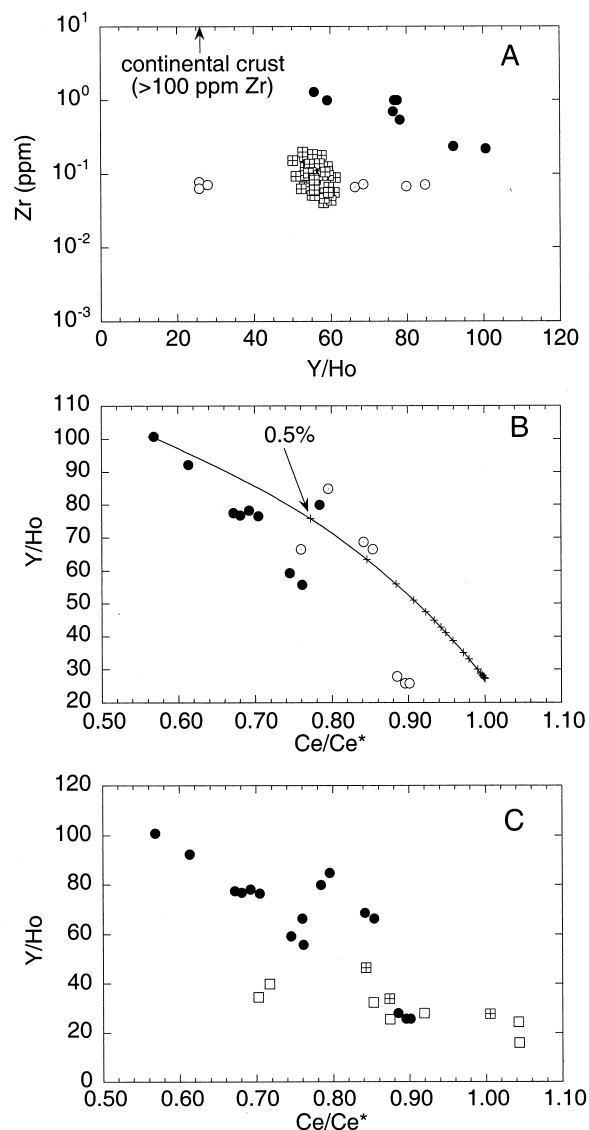 A
continental crust
(>100 ppm Zr)
10¹
10⁰
10⁻¹
10⁻²
10⁻³
Zr (ppm)
0 20 40 60 80 100 120
Y/Ho
B
0.5%
110
100
90
80
70
60
50
40
30
20
Y/Ho
0.50 0.60 0.70 0.80 0.90 1.00 1.10
Ce/Ce*
C
120
100
80
60
40
20
0
Y/Ho
0.50 0.60 0.70 0.80 0.90 1.00 1.10
Ce/Ce*